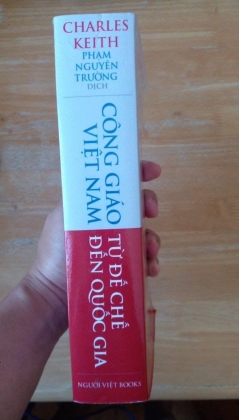 CHARLES
KEITH
PHẠM
NGUYÊN
TRƯỜNG
DỊCH
CÔNG GIÁO
VIỆT NAM
TỪ ĐẾ CHẾ
ĐẾN QUỐC GIA
NGƯỜI VIỆT BOOKS